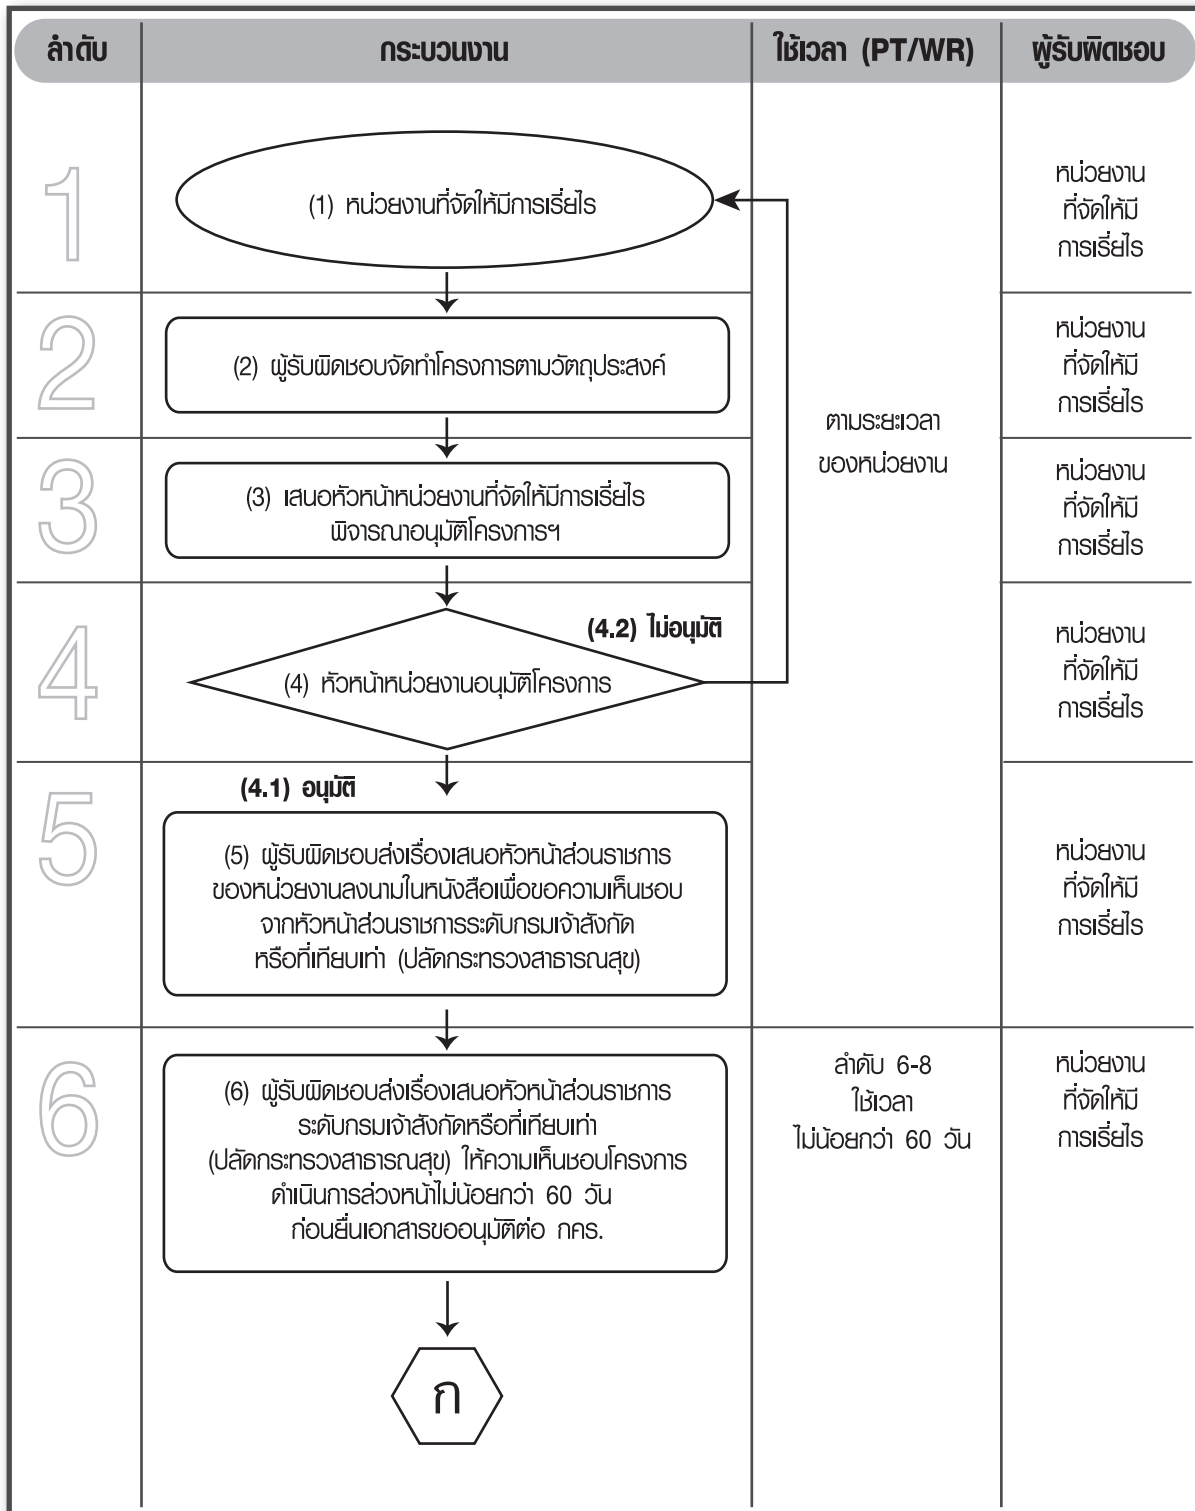 ลำดับ กระบวนงาน ใช้เวลา (PT/WR) ผู้รับผิดชอบ
1
(1) หน่วยงานที่จัดให้มีการเรี่ยไร
หน่วยงาน
ที่จัดให้มี
การเรี่ยไร
2
(2) ผู้รับผิดชอบจัดทำโครงการตามวัตถุประสงค์
หน่วยงาน
ที่จัดให้มี
การเรี่ยไร
ตามระยะเวลา
ของหน่วยงาน
3
(3) เสนอหัวหน้าหน่วยงานที่จัดให้มีการเรี่ยไร
พิจารณาอนุมัติโครงการฯ
หน่วยงาน
ที่จัดให้มี
การเรี่ยไร
4
(4.2) ไม่อนุมัติ
(4) หัวหน้าหน่วยงานอนุมัติโครงการ
หน่วยงาน
ที่จัดให้มี
การเรี่ยไร
5
(4.1) อนุมัติ
(5) ผู้รับผิดชอบส่งเรื่องเสนอหัวหน้าส่วนราชการ
ของหน่วยงานลงนามในหนังสือเพื่อขอความเห็นชอบ
จากหัวหน้าส่วนราชการระดับกรมเจ้าสังกัด
หรือที่เทียบเท่า (ปลัดกระทรวงสาธารณสุข)
หน่วยงาน
ที่จัดให้มี
การเรี่ยไร
6
(6) ผู้รับผิดชอบส่งเรื่องเสนอหัวหน้าส่วนราชการ
ระดับกรมเจ้าสังกัดหรือที่เทียบเท่า
(ปลัดกระทรวงสาธารณสุข) ให้ความเห็นชอบโครงการ
ดำเนินการล่วงหน้าไม่น้อยกว่า 60 วัน
ก่อนยื่นเอกสารขออนุมัติต่อ กคร.
ลำดับ 6-8
ใช้เวลา
ไม่น้อยกว่า 60 วัน
หน่วยงาน
ที่จัดให้มี
การเรี่ยไร
ก